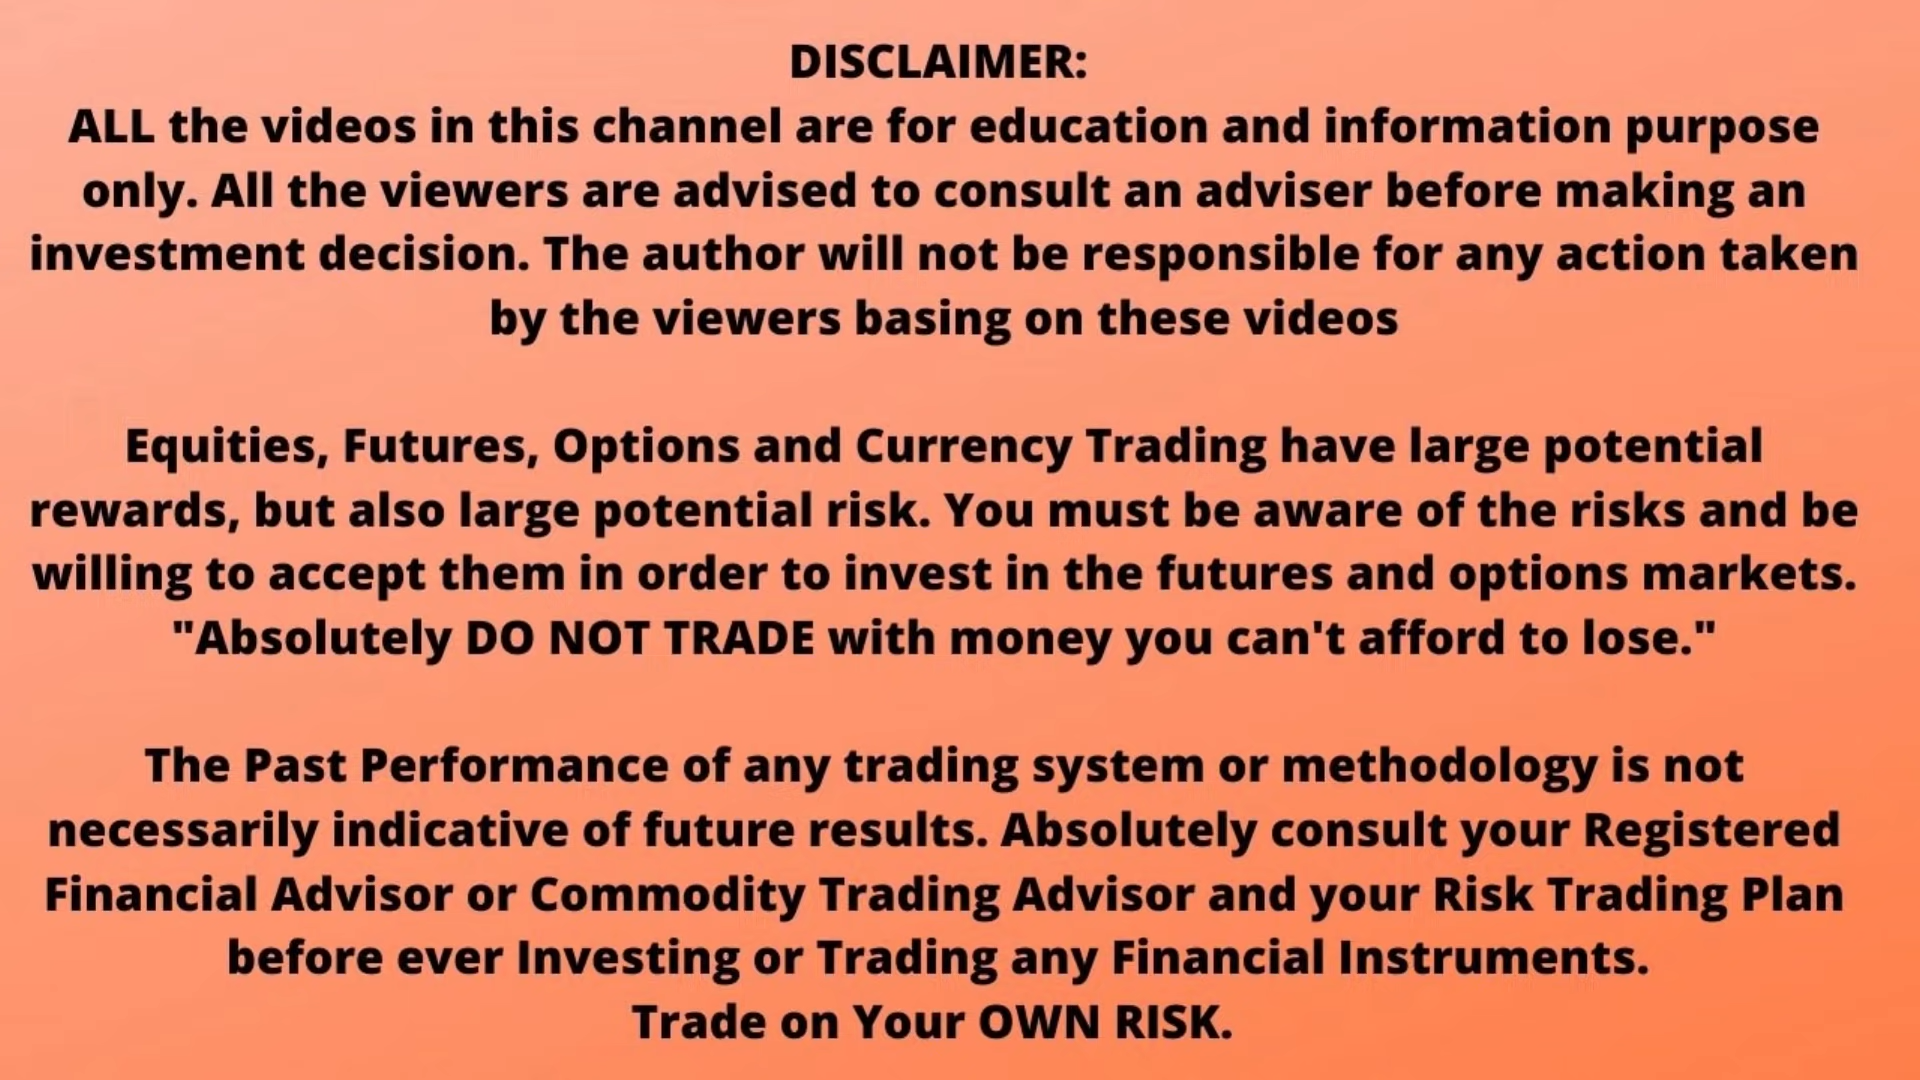 DISCLAIMER:
ALL the videos in this channel are for education and information purpose
only. All the viewers are advised to consult an adviser before making an
investment decision. The author will not be responsible for any action taken
by the viewers basing on these videos
Equities, Futures, Options and Currency Trading have large potential
rewards, but also large potential risk. You must be aware of the risks and be
willing to accept them in order to invest in the futures and options markets.
"Absolutely DO NOT TRADE with money you can't afford to lose."
The Past Performance of any trading system or methodology is not
necessarily indicative of future results. Absolutely consult your Registered
Financial Advisor or Commodity Trading Advisor and your Risk Trading Plan
before ever Investing or Trading any Financial Instruments.
Trade on Your OWN RISK.